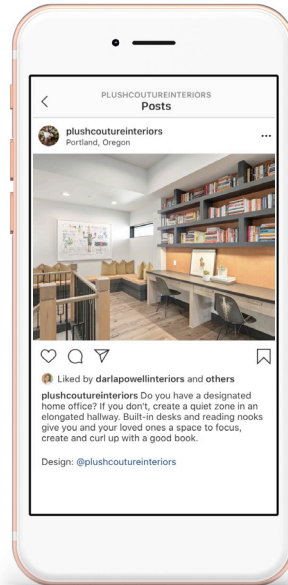 PLUSHCOUTUREINTERIORS
Posts
plushcoutureinteriors
Portland, Oregon
Liked by darlapowellinteriors and others
plushcoutureinteriors Do you have a designated
home office? If you don't, create a quiet zone in an
elongated hallway. Built-in desks and reading nooks
give you and your loved ones a space to focus,
create and curl up with a good book.
Design: @plushcoutureinteriors